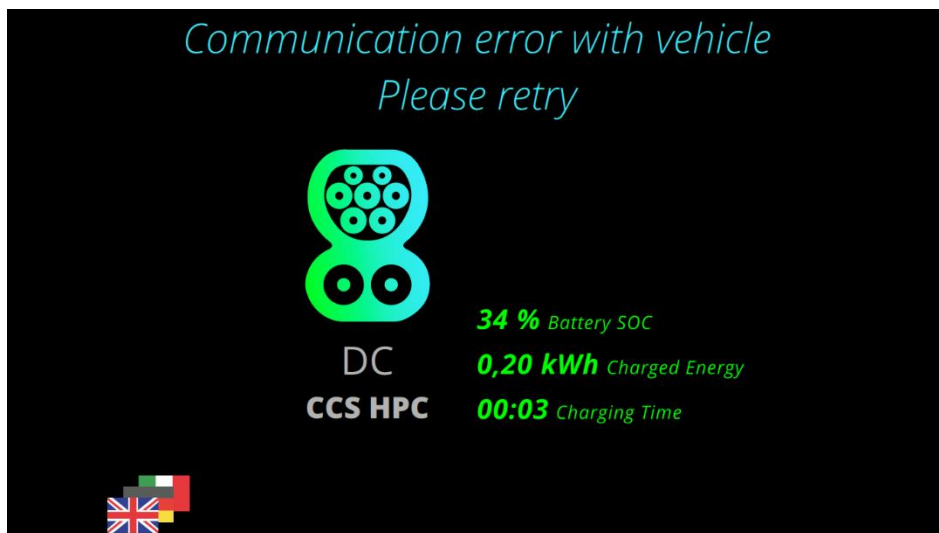 Communication error with vehicle
Please retry
34 % Battery SOC
DC
0,20 kWh Charged Energy
CCS HPC
00:03 Charging Time